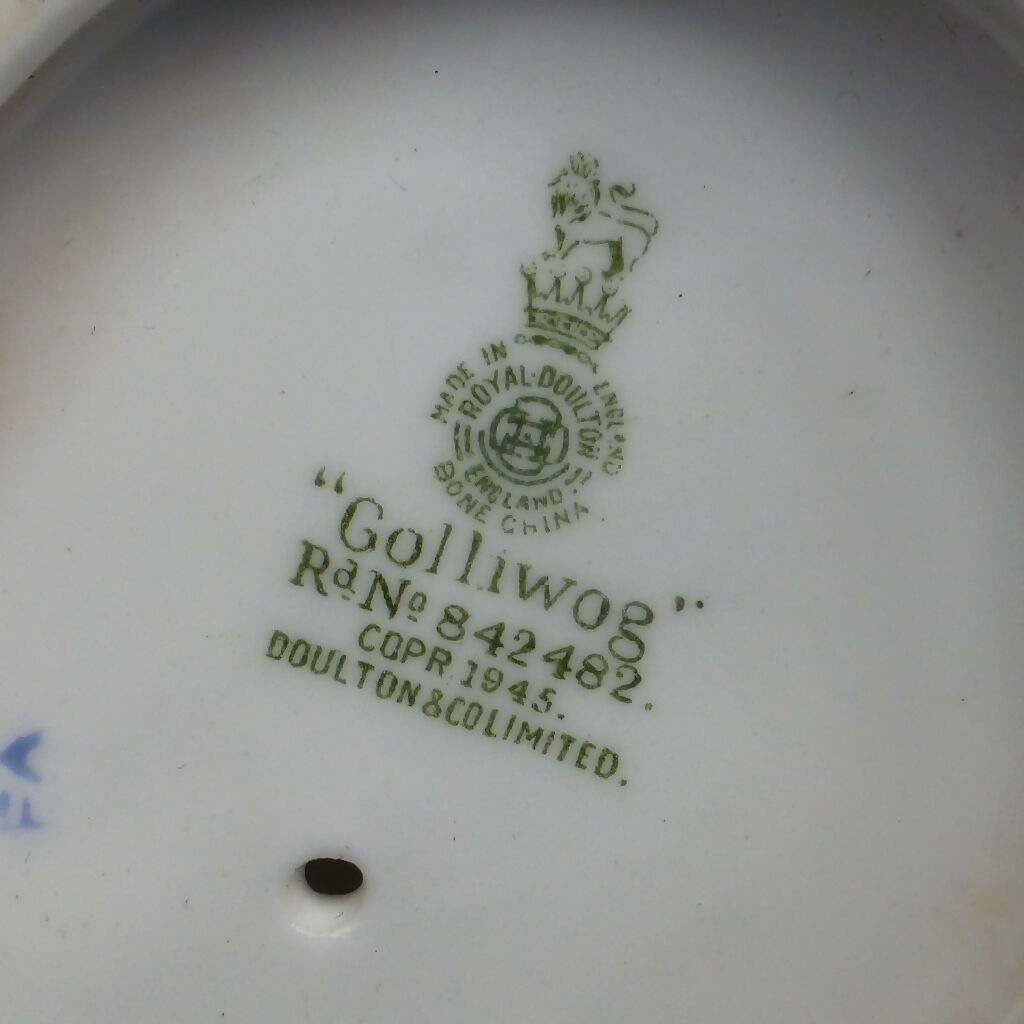 MADE IN ENGLAND
ROYAL·DOULTON
ENGLAND.
BONE CHINA
"Golliwog"
Rd No 842482.
COPR.1945.
DOULTON & CO LIMITED.